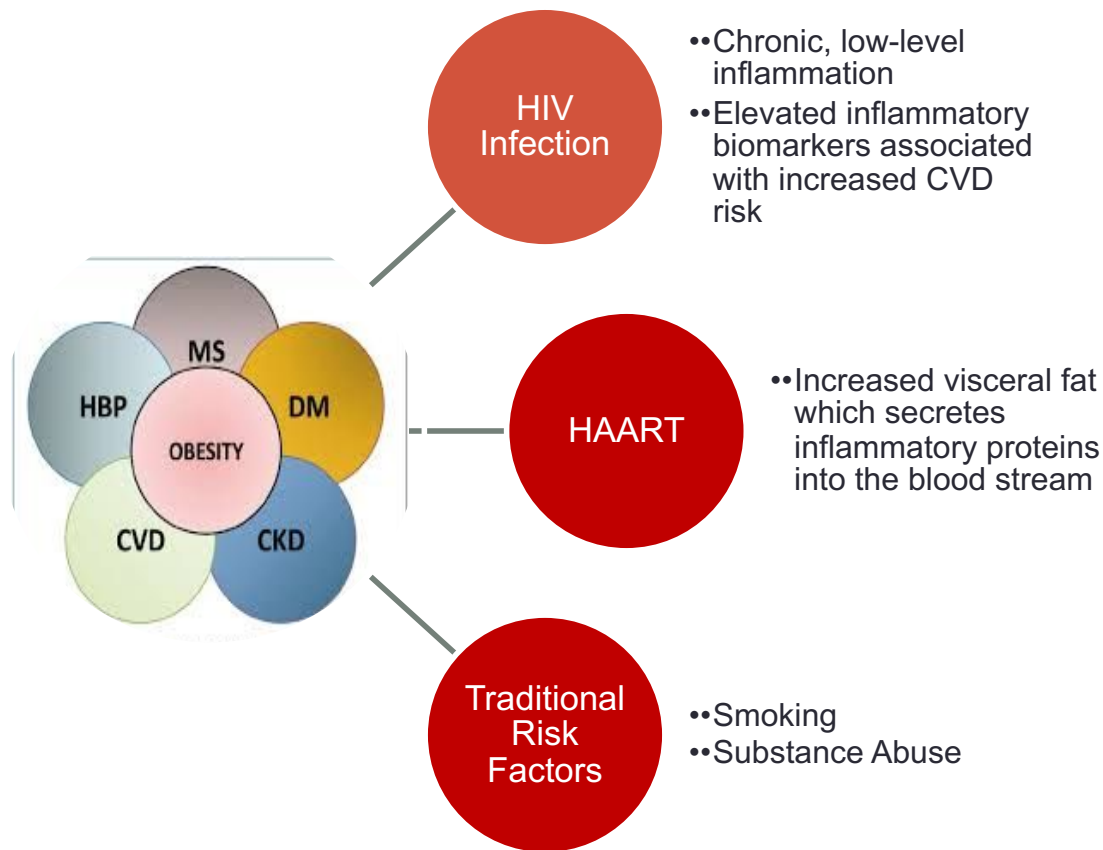 HIV
Infection
••Chronic, low-level
inflammation
••Elevated inflammatory
biomarkers associated
with increased CVD
risk
MS
HBP
DM
OBESITY
CVD
CKD
HAART
••Increased visceral fat
which secretes
inflammatory proteins
into the blood stream
Traditional
Risk
Factors
••Smoking
••Substance Abuse